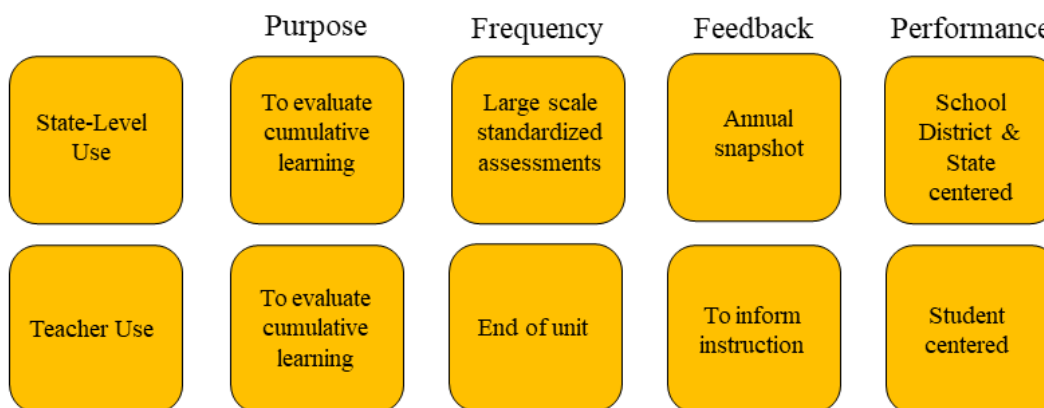 Purpose Frequency Feedback Performance
State-Level
Use
To evaluate
cumulative
learning
Large scale
standardized
assessments
Annual
snapshot
School
District &
State
centered
Teacher Use
To evaluate
cumulative
learning
End of unit
To inform
instruction
Student
centered